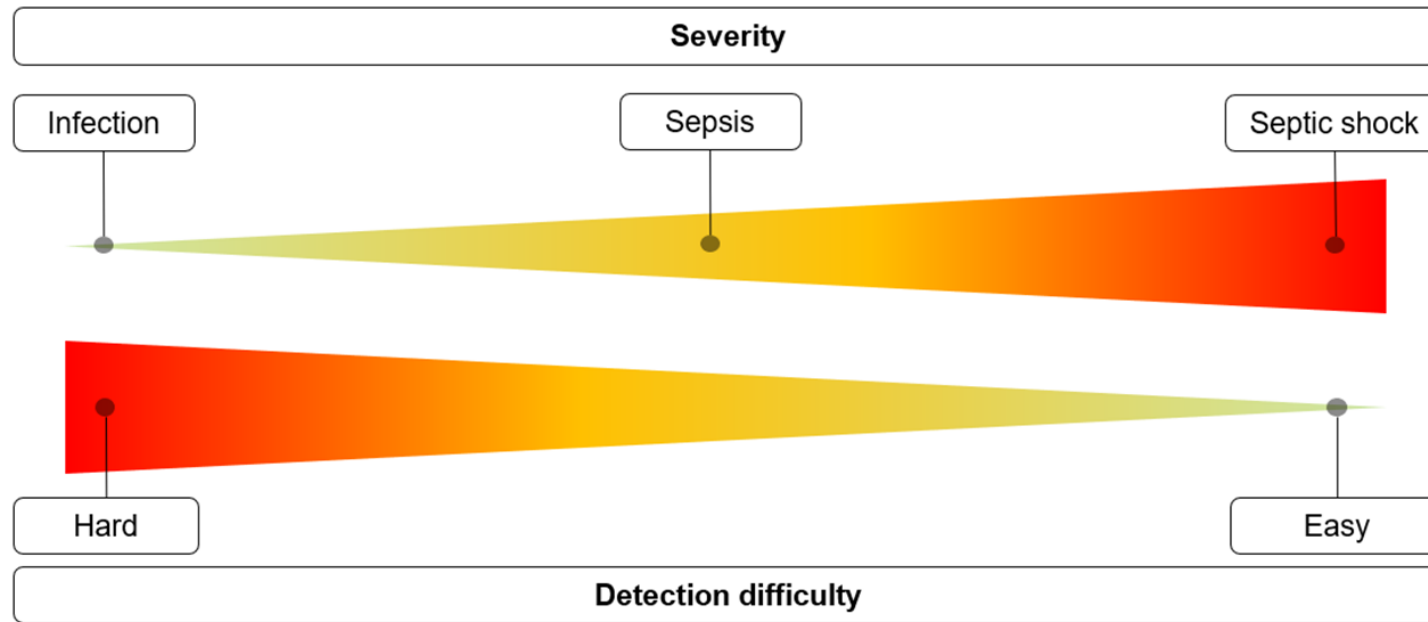 Severity
Infection
Sepsis
Septic shock
Hard
Easy
Detection difficulty